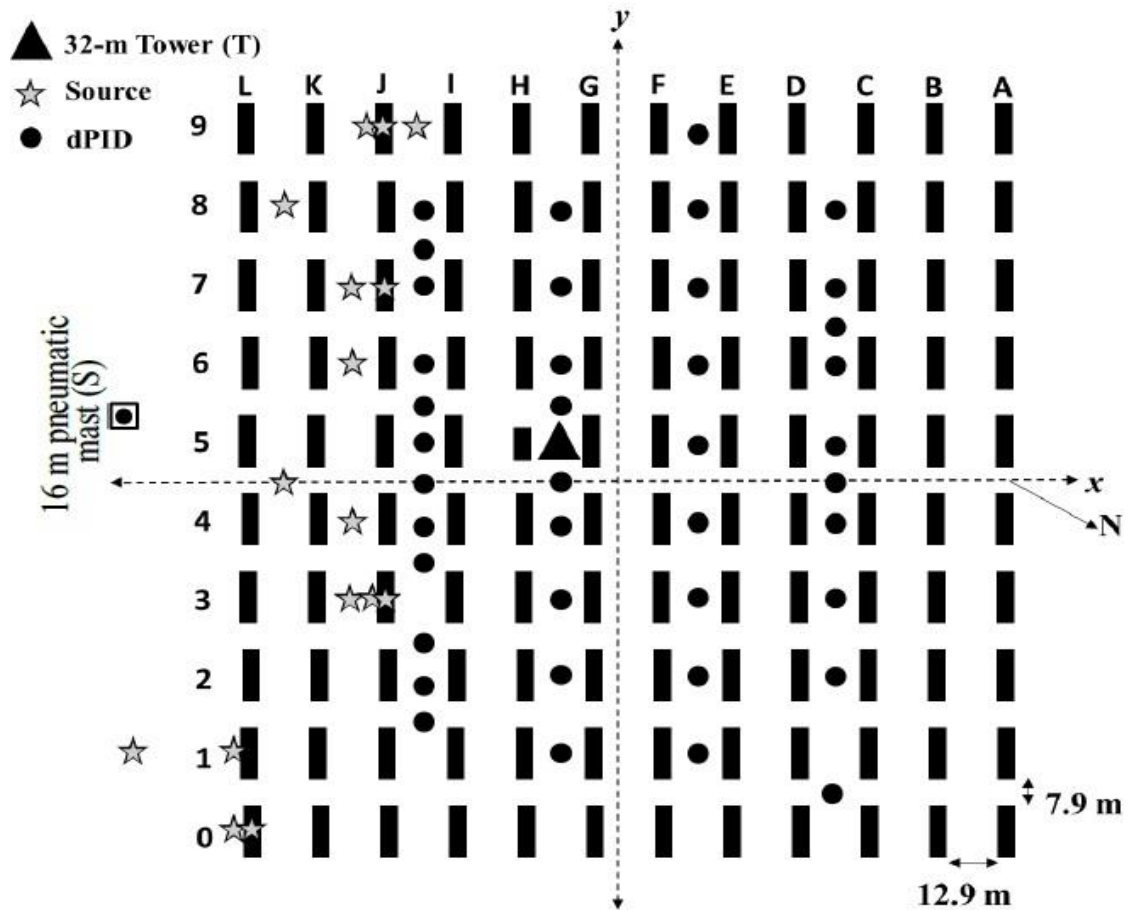 y
32-m Tower (T)
Source
dPID
L K J I H G F E D C B A
9
8
7
6
5
4
3
2
1
0
16 m pneumatic
mast (S)
x
N
7.9 m
12.9 m